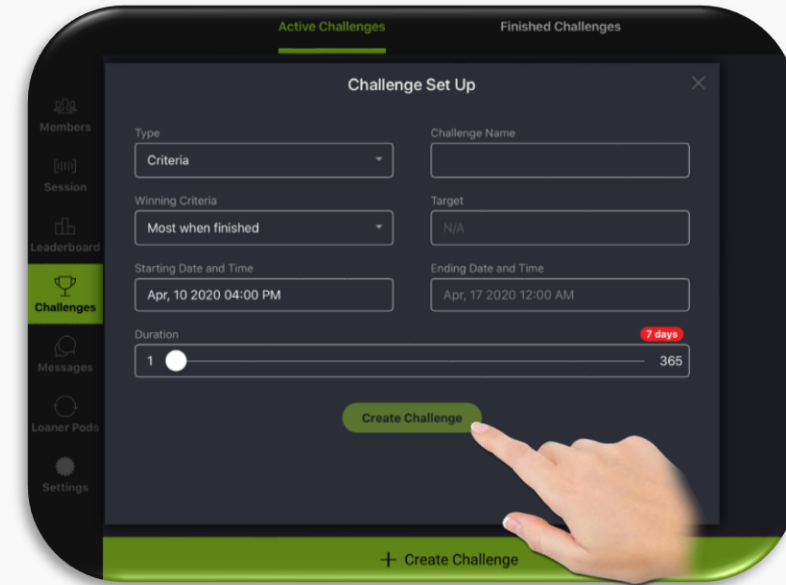 Active Challenges Finished Challenges
Challenge Set Up
Members
Session
Leaderboard
Challenges
Messages
Loaner Pods
Settings
Type Challenge Name
Criteria
Winning Criteria Target
Most when finished N/A
Starting Date and Time Ending Date and Time
Apr, 10 2020 04:00 PM Apr, 17 2020 12:00 AM
Duration 7 days
1 365
Create Challenge
+ Create Challenge